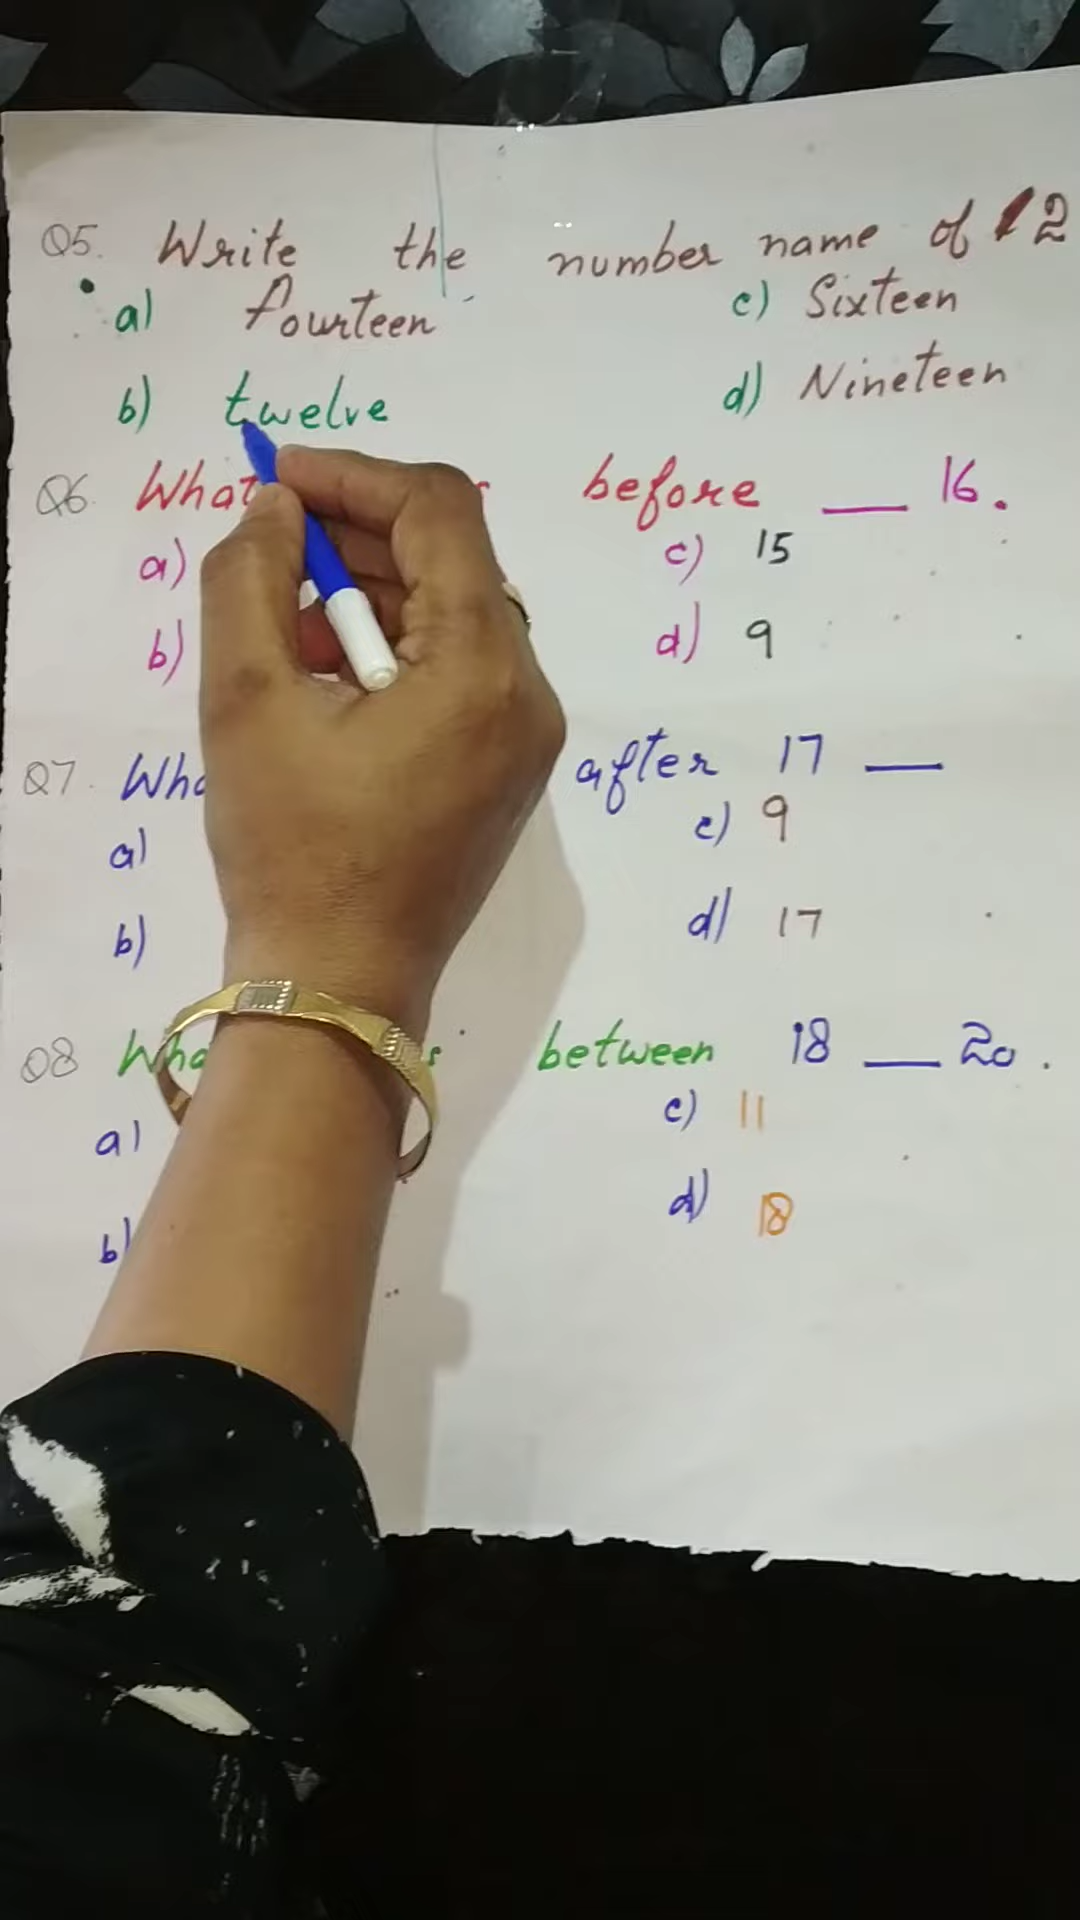 Q5. Write the number name of 12
a) fourteen c) Sixteen
b) twelve d) Nineteen
Q6 What before __ 16.
a) c) 15
b) d) 9
Q7. after 17 __
a) c) 9
b) d) 17
Q8 between 18 __ 20.
a) c) 11
b) d) 18